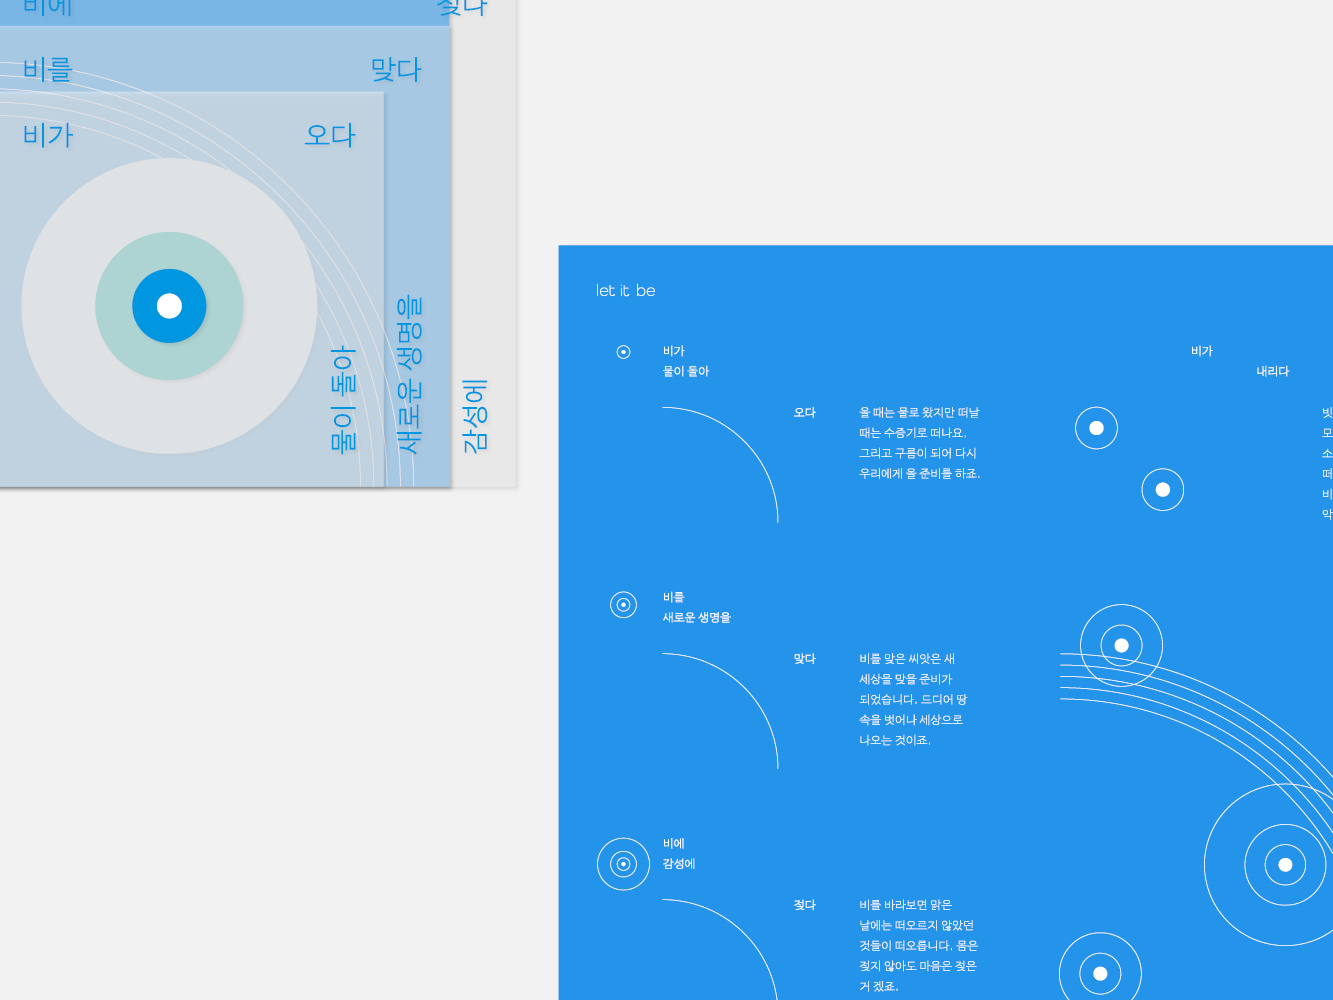 비에
젖다
비를
맞다
비가
오다
물이 돌아
새로운 생명을
감성에
let it be
비가
물이 돌아
오다
올 때는 물로 왔지만 떠날
때는 수증기로 떠나요.
그리고 구름이 되어 다시
우리에게 올 준비를 하죠.
비가
내리다
빗
모
소
떠
비
악
비를
새로운 생명을
맞다
비를 맞은 씨앗은 새
세상을 맞을 준비가
되었습니다. 드디어 땅
속을 벗어나 세상으로
나오는 것이죠.
비에
감성에
젖다
비를 바라보면 맑은
날에는 떠오르지 않았던
것들이 떠오릅니다. 몸은
젖지 않아도 마음은 젖은
거 겠죠.